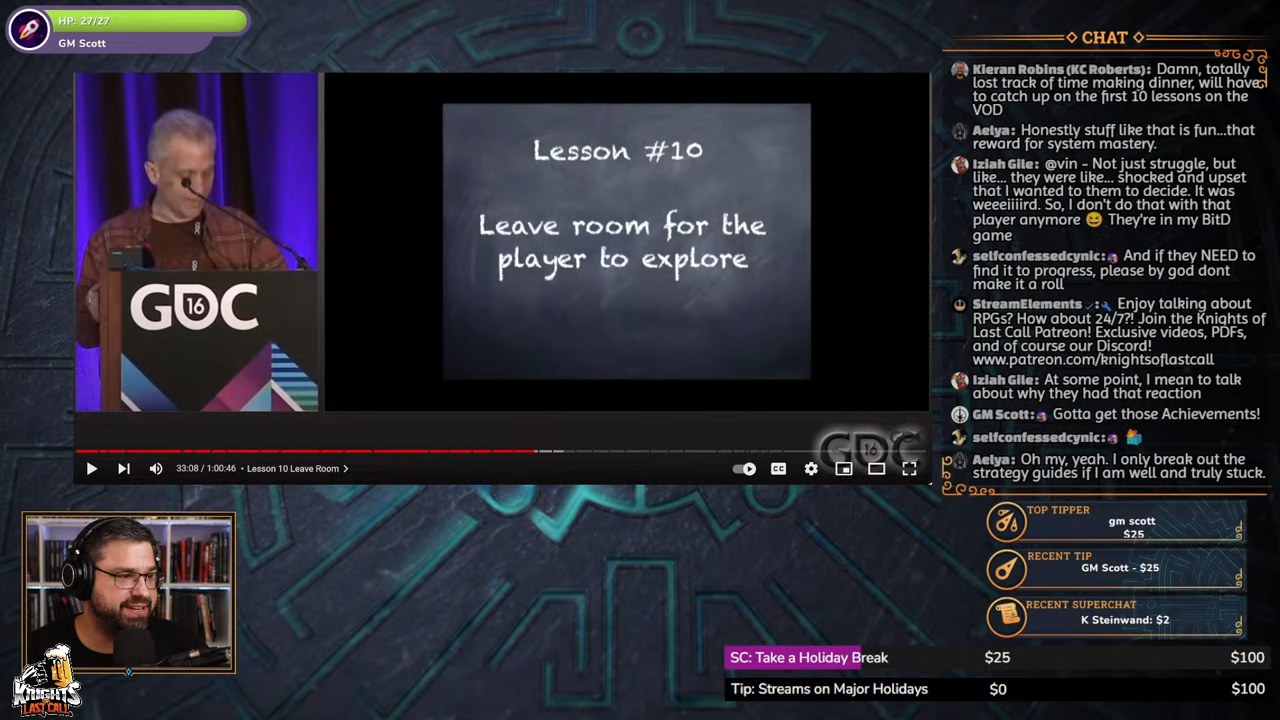 HP: 27/27
GM Scott
Lesson #10
Leave room for the
player to explore
GDC
16
GDC
16
33:08 / 1:00:46 • Lesson 10 Leave Room >
CC
KNIGHTS
OF
LAST CALL
CHAT
Kieran Robins (KC Roberts): Damn, totally
lost track of time making dinner, will have
to catch up on the first 10 lessons on the
VOD
Aelya: Honestly stuff like that is fun...that
reward for system mastery.
Iziah Gile: @vin - Not just struggle, but
like... they were like... shocked and upset
that I wanted to them to decide. It was
weeeiiiird. So, I don't do that with that
player anymore 😆 They're in my BitD
game
selfconfessedcynic: And if they NEED to
find it to progress, please by god dont
make it a roll
StreamElements: Enjoy talking about
RPGs? How about 24/7?! Join the Knights
of Last Call Patreon! Exclusive videos, PDFs,
and of course our Discord!
www.patreon.com/knightsoflastcall
Iziah Gile: At some point, I mean to talk
about why they had that reaction
GM Scott: Gotta get those Achievements!
selfconfessedcynic:
Aelya: Oh my, yeah. I only break out the
strategy guides if I am well and truly stuck.
TOP TIPPER
gm scott
$25
RECENT TIP
GM Scott - $25
RECENT SUPERCHAT
K Steinwand: $2
SC: Take a Holiday Break $25 $100
Tip: Streams on Major Holidays $0 $100